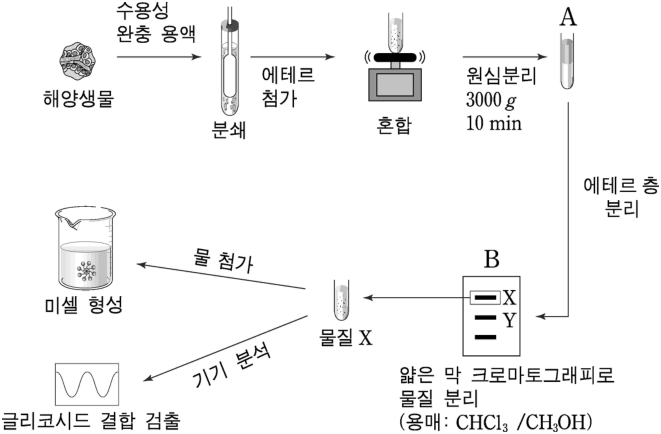 수용성
완충 용액
해양생물
분쇄
에테르
첨가
혼합
원심분리
3000 g
10 min
A
에테르 층
분리
B
X
Y
얇은 막 크로마토그래피로
물질 분리
(용매: CHCl₃ /CH₃OH)
물질 X
물 첨가
미셀 형성
기기 분석
글리코시드 결합 검출